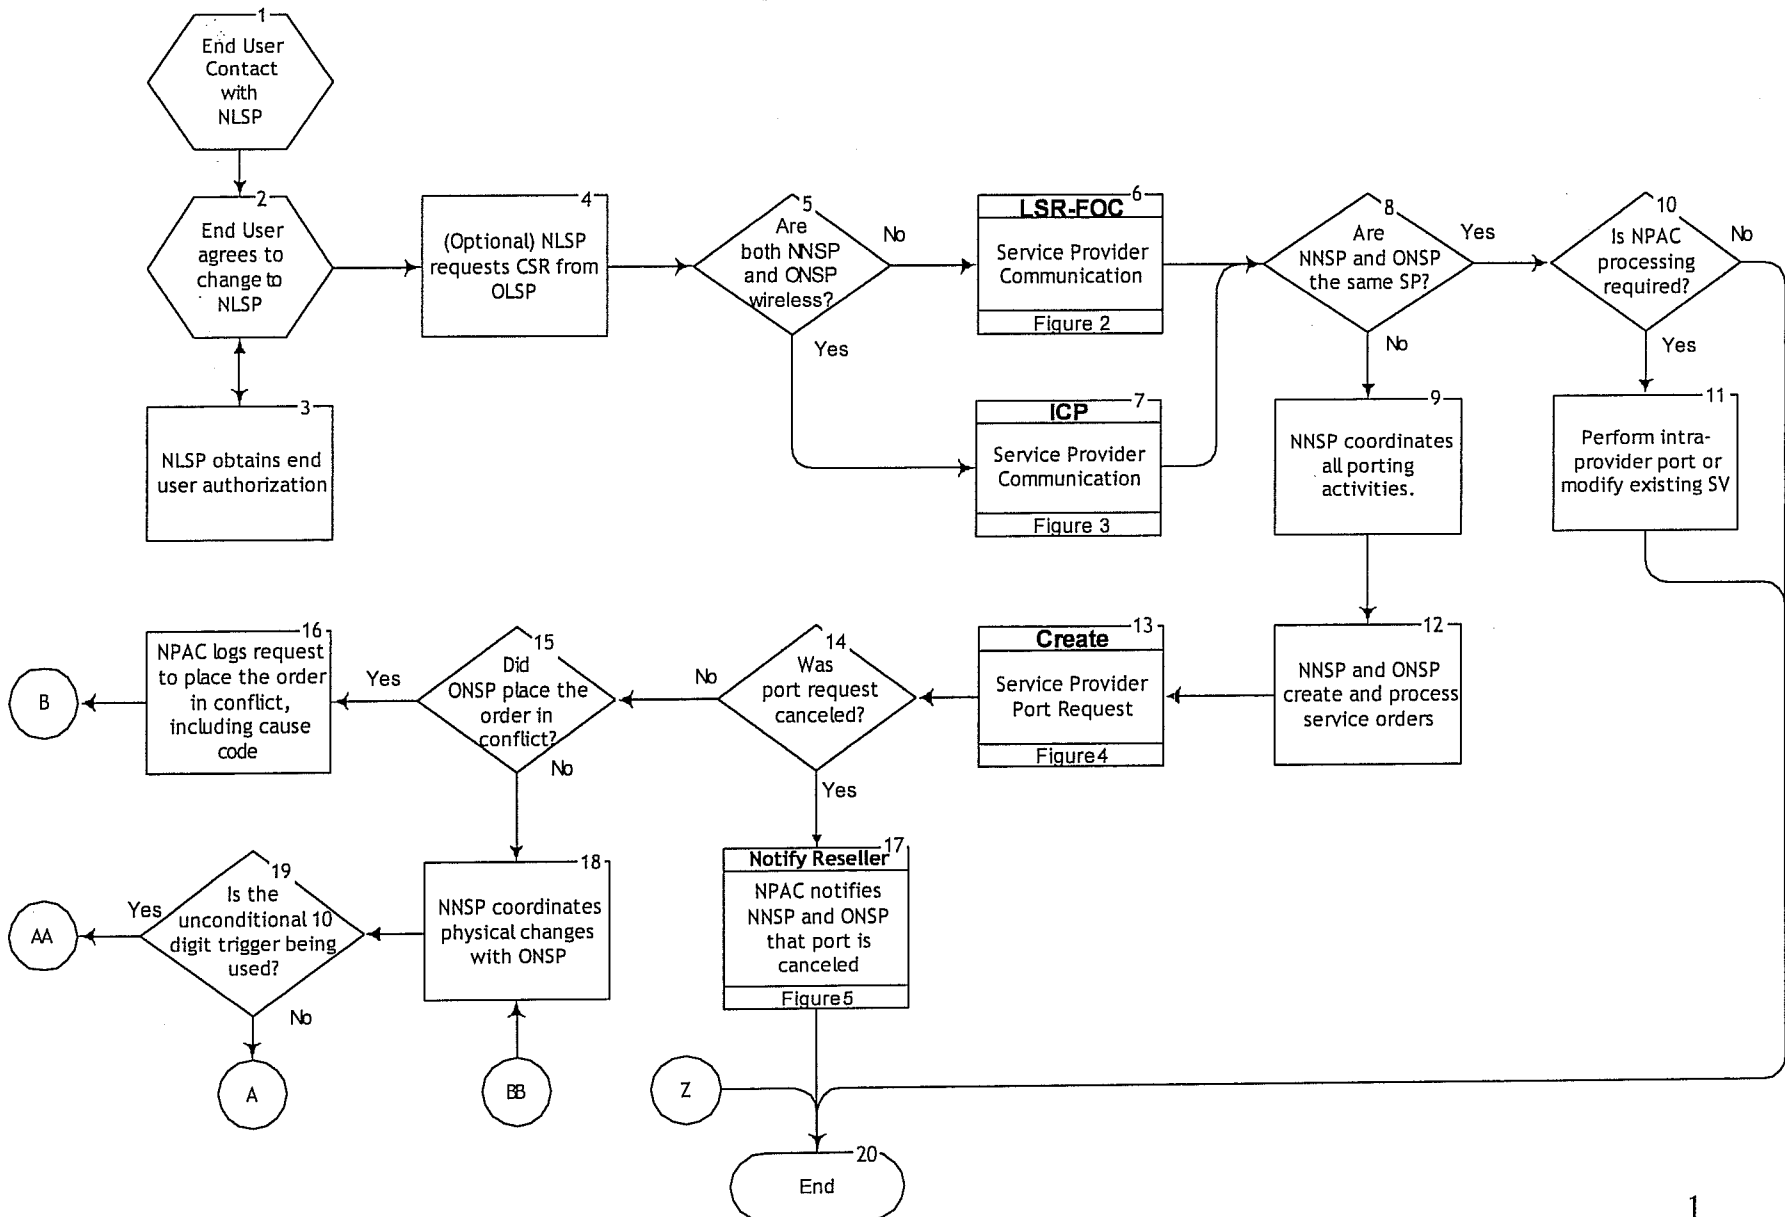 1
End User
Contact
with
NLSP
2
End User
agrees to
change to
NLSP
3
NLSP obtains end
user authorization
4
(Optional) NLSP
requests CSR from
OLSP
5
Are
both NNSP
and ONSP
wireless?
No
Yes
6
LSR-FOC
Service Provider
Communication
Figure 2
7
ICP
Service Provider
Communication
Figure 3
8
Are
NNSP and ONSP
the same SP?
Yes
No
9
NNSP coordinates
all porting
activities.
10
Is NPAC
processing
required?
No
Yes
11
Perform intra-
provider port or
modify existing SV
12
NNSP and ONSP
create and process
service orders
13
Create
Service Provider
Port Request
Figure4
14
Was
port request
canceled?
No
Yes
15
Did
ONSP place the
order in
conflict?
Yes
No
16
NPAC logs request
to place the order
in conflict,
including cause
code
B
17
Notify Reseller
NPAC notifies
NNSP and ONSP
that port is
canceled
Figure5
18
NNSP coordinates
physical changes
with ONSP
19
Is the
unconditional 10
digit trigger being
used?
Yes
No
AA
A
BB
Z
20
End
1